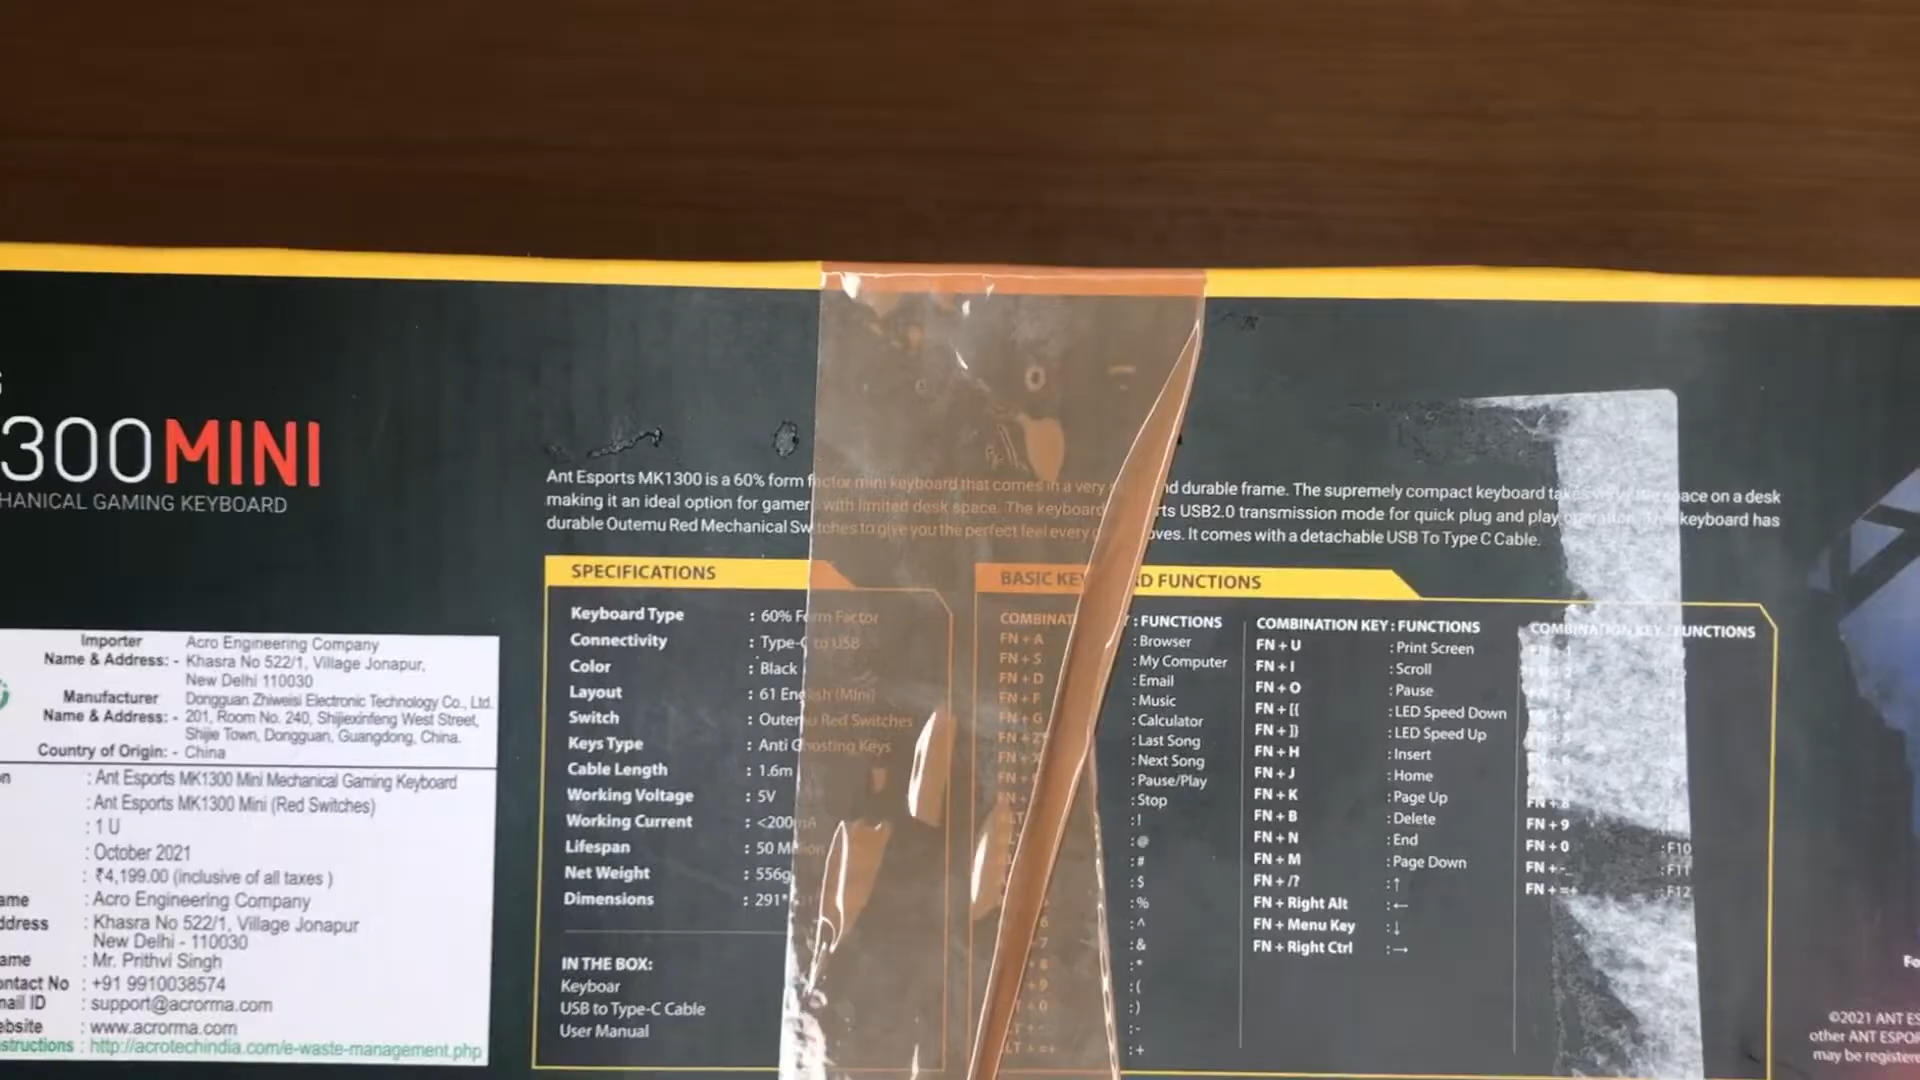 300MINI
HANICAL GAMING KEYBOARD
Importer Acro Engineering Company
Name & Address: - Khasra No 522/1, Village Jonapur,
New Delhi 110030
Manufacturer Dongguan Zhiweisi Electronic Technology Co., Ltd.
Name & Address: - 201, Room No. 240, Shijiexinfeng West Street,
Shijie Town, Dongguan, Guangdong, China.
Country of Origin: - China
: Ant Esports MK1300 Mini Mechanical Gaming Keyboard
: Ant Esports MK1300 Mini (Red Switches)
: 1 U
: October 2021
: ₹4,199.00 (inclusive of all taxes )
ame : Acro Engineering Company
ddress : Khasra No 522/1, Village Jonapur
New Delhi - 110030
ame : Mr. Prithvi Singh
ontact No : +91 9910038574
mail ID : support@acrorma.com
ebsite : www.acrorma.com
structions : http://acrotechindia.com/e-waste-management.php
Ant Esports MK1300 is a 60% form factor mini keyboard that comes in a very nd durable frame. The supremely compact keyboard takes space on a desk
making it an ideal option for gamer with limited desk space. The keyboard rts USB2.0 transmission mode for quick plug and play operation. keyboard has
durable Outemu Red Mechanical Switches to give you the perfect feel every oves. It comes with a detachable USB To Type C Cable.
SPECIFICATIONS
Keyboard Type : 60% Form Factor
Connectivity : Type-C to USB
Color : Black
Layout : 61 English (Mini)
Switch : Outemu Red Switches
Keys Type : Anti Ghosting Keys
Cable Length : 1.6m
Working Voltage : 5V
Working Current : <200mA
Lifespan : 50 Million
Net Weight : 556g
Dimensions : 291*
IN THE BOX:
Keyboar
USB to Type-C Cable
User Manual
BASIC KEY RD FUNCTIONS
COMBINAT : FUNCTIONS
FN + A : Browser
FN + S : My Computer
FN + D : Email
FN + F : Music
FN + G : Calculator
FN + Z : Last Song
FN + X : Next Song
: Pause/Play
: Stop
: !
: @
: #
: $
: %
: ^
: &
: *
: (
: )
: -
: +
COMBINATION KEY : FUNCTIONS
FN + U : Print Screen
FN + I : Scroll
FN + O : Pause
FN + [{ : LED Speed Down
FN + ]} : LED Speed Up
FN + H : Insert
FN + J : Home
FN + K : Page Up
FN + B : Delete
FN + N : End
FN + M : Page Down
FN + /? : ↑
FN + Right Alt : ←
FN + Menu Key : ↓
FN + Right Ctrl : →
COMBINATION KEY : FUNCTIONS
FN + 8
FN + 9
FN + 0 : F10
FN + -_ : F11
FN + =+ : F12
Fo
©2021 ANT ES
other ANT ESPOR
may be registere